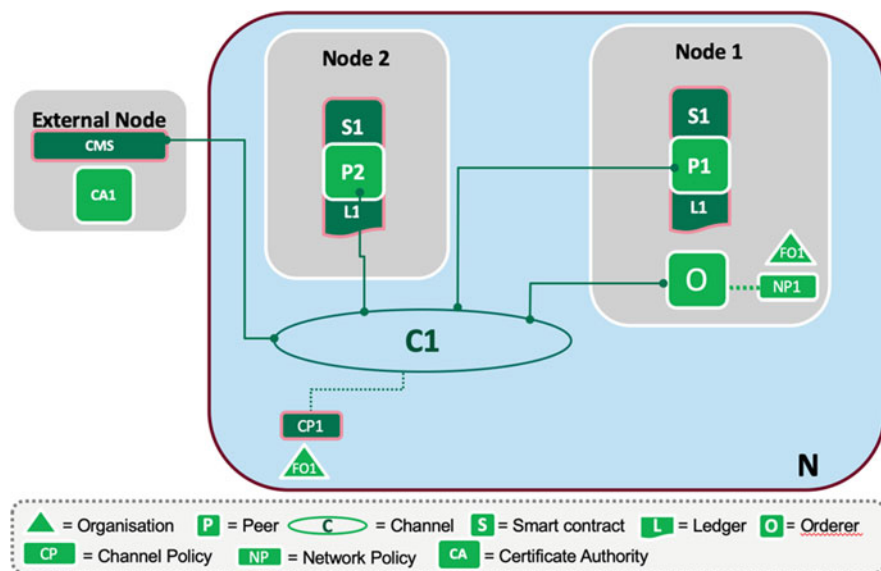 Node 2
Node 1
External Node
CMS
CA1
S1
P2
L1
S1
P1
L1
O
FO1
NP1
C1
CP1
FO1
N
= Organisation P = Peer C = Channel S = Smart contract L = Ledger O = Orderer
CP = Channel Policy NP = Network Policy CA = Certificate Authority